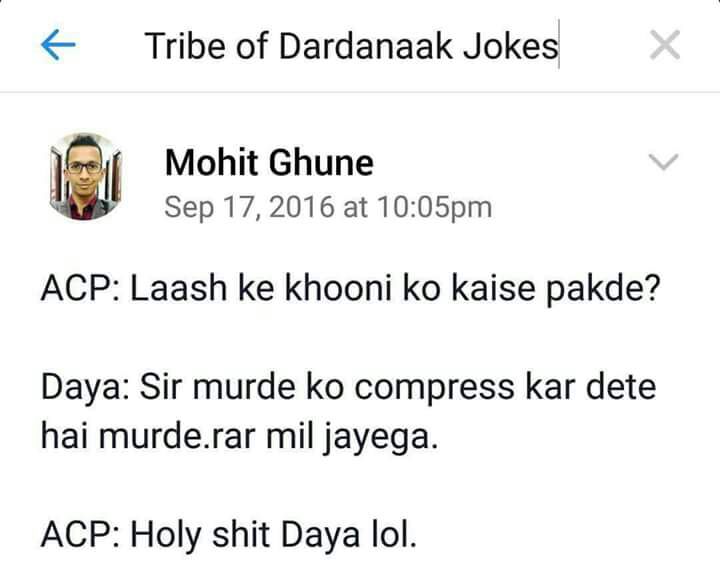 Tribe of Dardanaak Jokes
Mohit Ghune
Sep 17, 2016 at 10:05pm
ACP: Laash ke khooni ko kaise pakde?
Daya: Sir murde ko compress kar dete
hai murde.rar mil jayega.
ACP: Holy shit Daya lol.